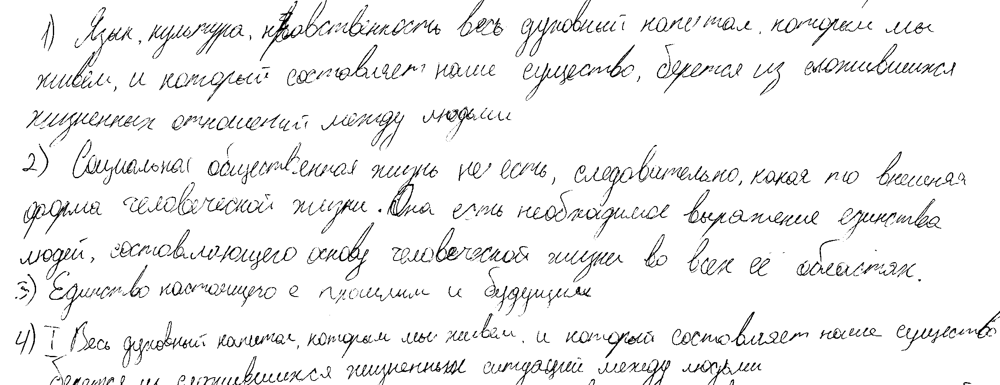 1) Язык, культура, нравственность весь духовный капитал, которым мы
живём, и который составляет наше существо, берется из сложившихся
жизненных отношений между людьми
2) Социальная общественная жизнь не есть, следовательно, какая то внешняя
форма человеческой жизни. Она есть необходимое выражение единства
людей, составляющего основу человеческой жизни во всех её областях.
3) Единство настоящего с прошлым и будущим
4) I Весь духовный капитал, которым мы живем, и который составляет наше существо
берется из сложившихся жизненных ситуаций между людьми